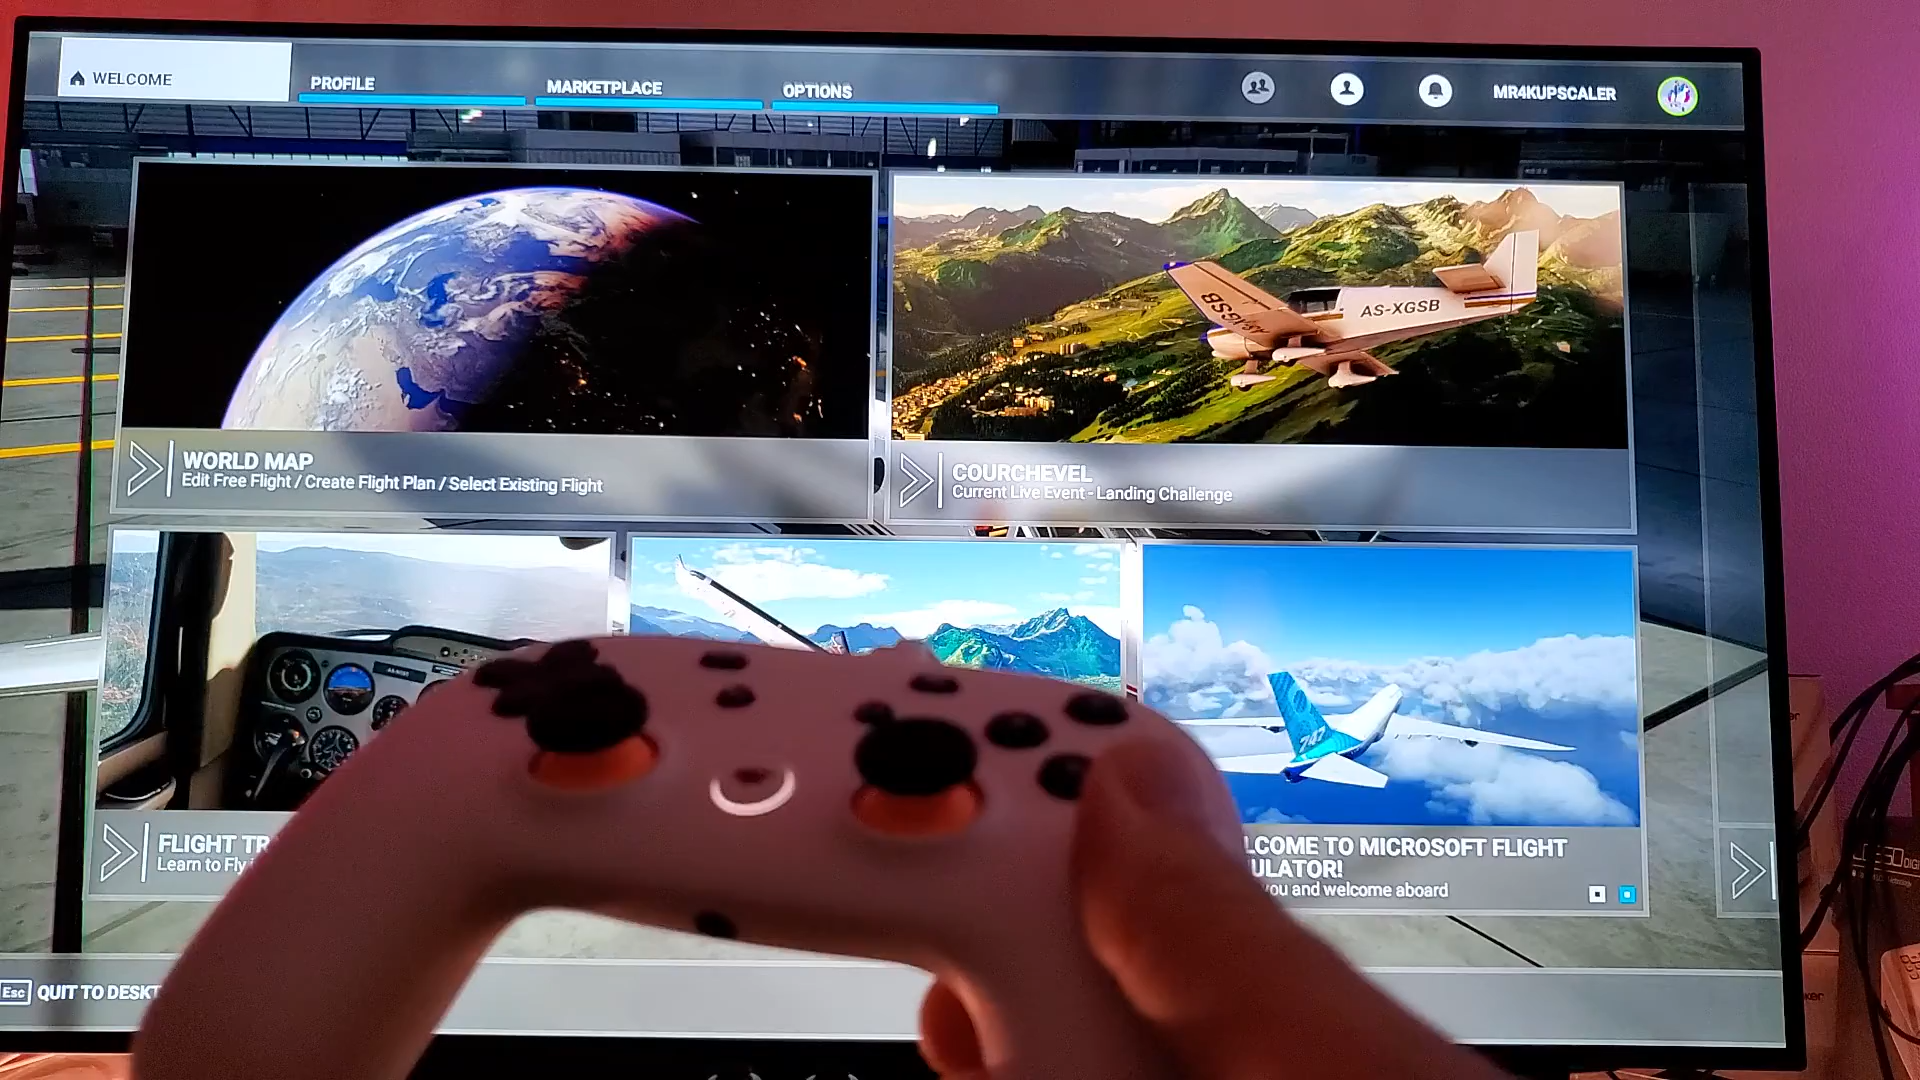 WELCOME
PROFILE
MARKETPLACE
OPTIONS
MR4KUPSCALER
AS-XGSB
WORLD MAP
Edit Free Flight / Create Flight Plan / Select Existing Flight
COURCHEVEL
Current Live Event - Landing Challenge
747
FLIGHT TR
Learn to Fly
LCOME TO MICROSOFT FLIGHT
ULATOR!
you and welcome aboard
Esc QUIT TO DESKT